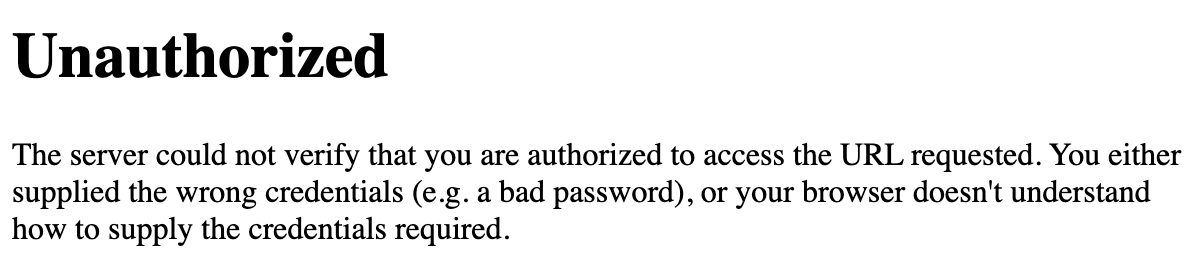 Unauthorized
The server could not verify that you are authorized to access the URL requested. You either
supplied the wrong credentials (e.g. a bad password), or your browser doesn't understand
how to supply the credentials required.